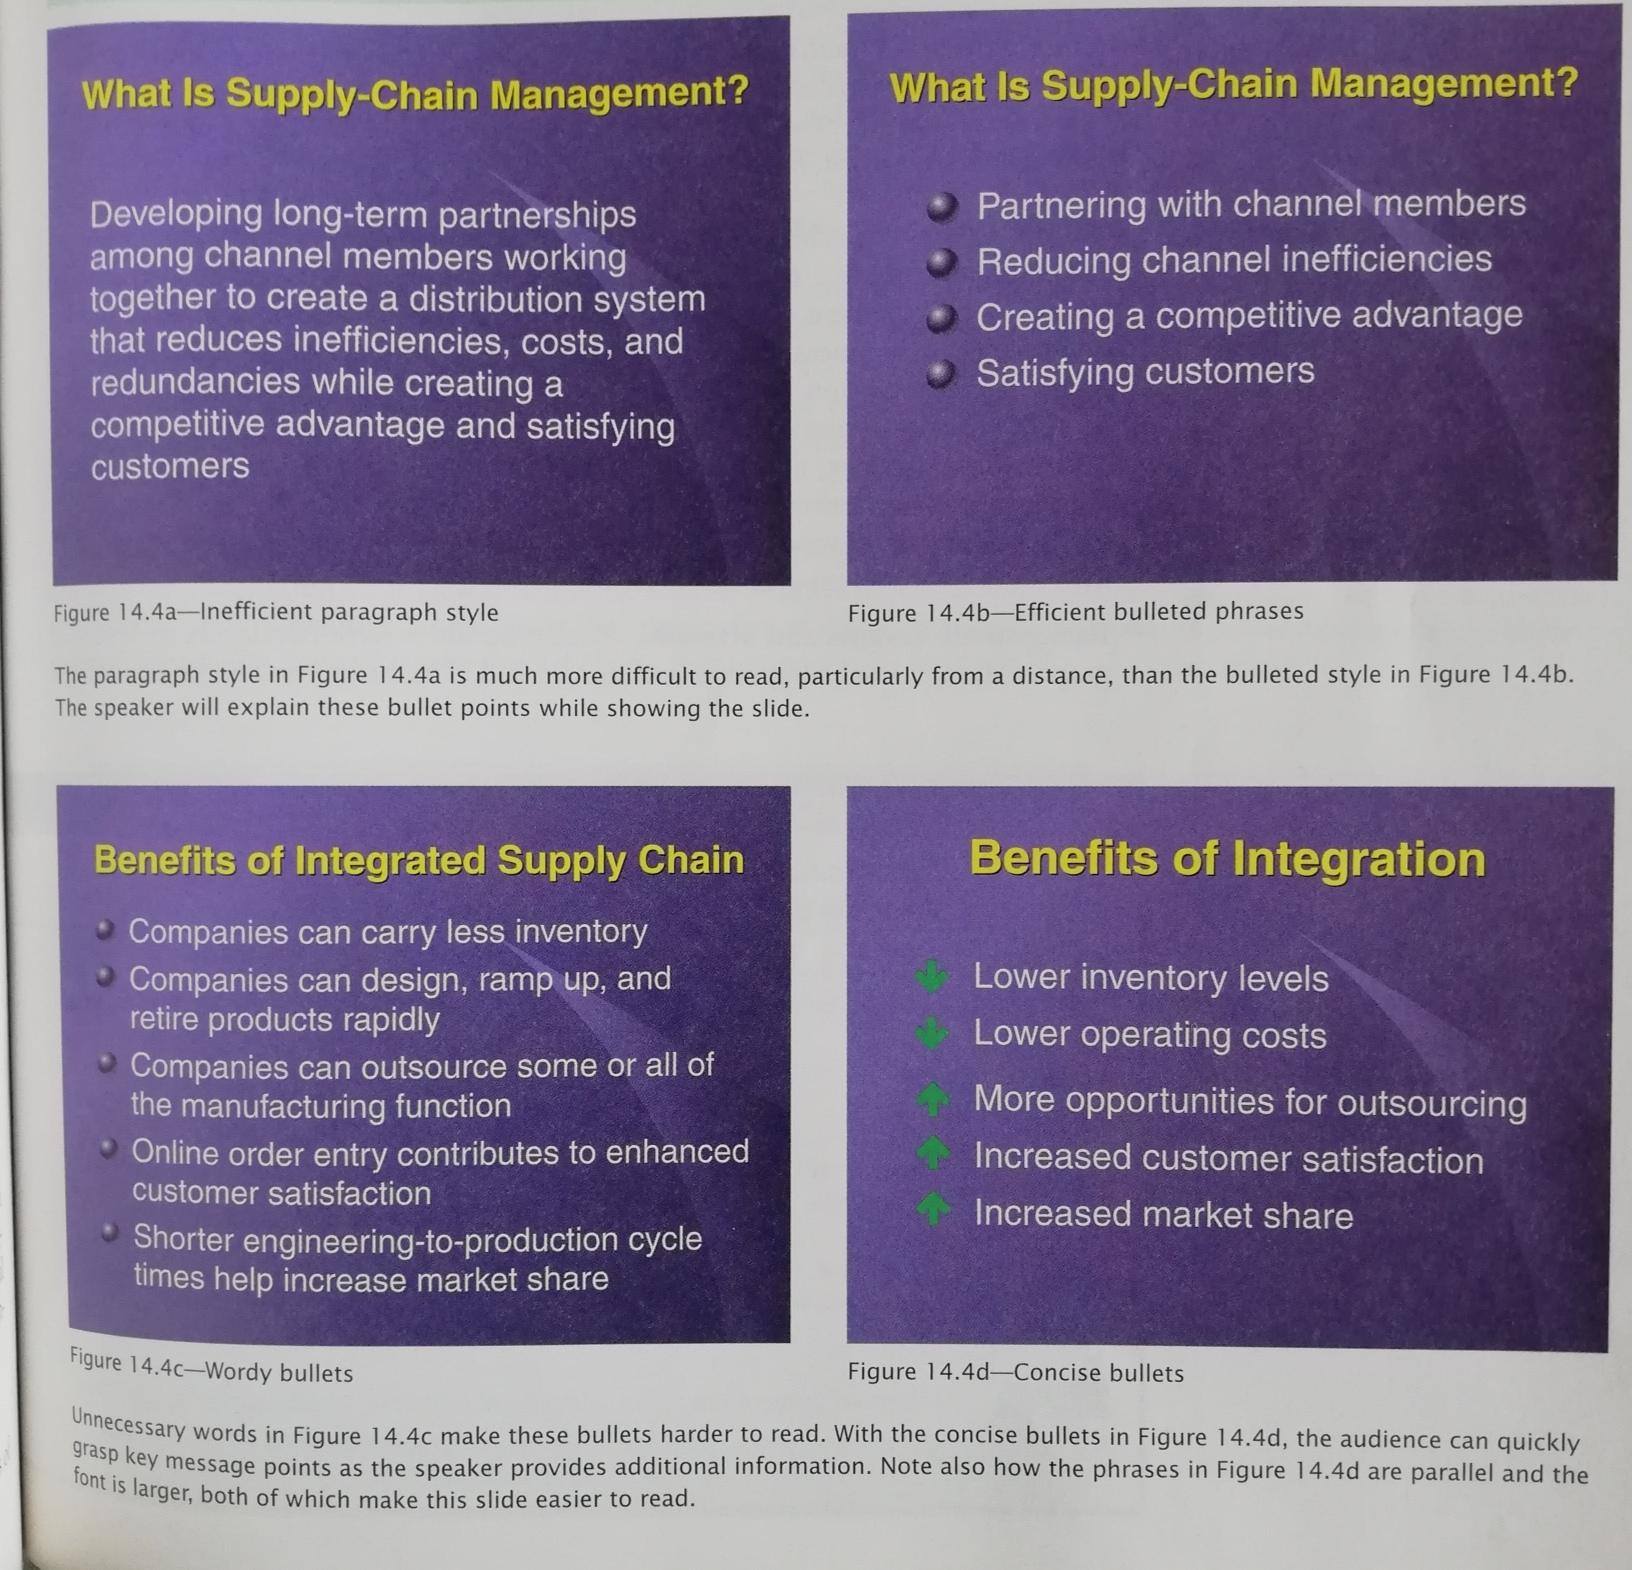 What Is Supply-Chain Management?
Developing long-term partnerships
among channel members working
together to create a distribution system
that reduces inefficiencies, costs, and
redundancies while creating a
competitive advantage and satisfying
customers
Figure 14.4a—Inefficient paragraph style
What Is Supply-Chain Management?
Partnering with channel members
Reducing channel inefficiencies
Creating a competitive advantage
Satisfying customers
Figure 14.4b—Efficient bulleted phrases
The paragraph style in Figure 14.4a is much more difficult to read, particularly from a distance, than the bulleted style in Figure 14.4b.
The speaker will explain these bullet points while showing the slide.
Benefits of Integrated Supply Chain
Companies can carry less inventory
Companies can design, ramp up, and
retire products rapidly
Companies can outsource some or all of
the manufacturing function
Online order entry contributes to enhanced
customer satisfaction
Shorter engineering-to-production cycle
times help increase market share
Figure 14.4c—Wordy bullets
Benefits of Integration
Lower inventory levels
Lower operating costs
More opportunities for outsourcing
Increased customer satisfaction
Increased market share
Figure 14.4d—Concise bullets
Unnecessary words in Figure 14.4c make these bullets harder to read. With the concise bullets in Figure 14.4d, the audience can quickly
grasp key message points as the speaker provides additional information. Note also how the phrases in Figure 14.4d are parallel and the
font is larger, both of which make this slide easier to read.